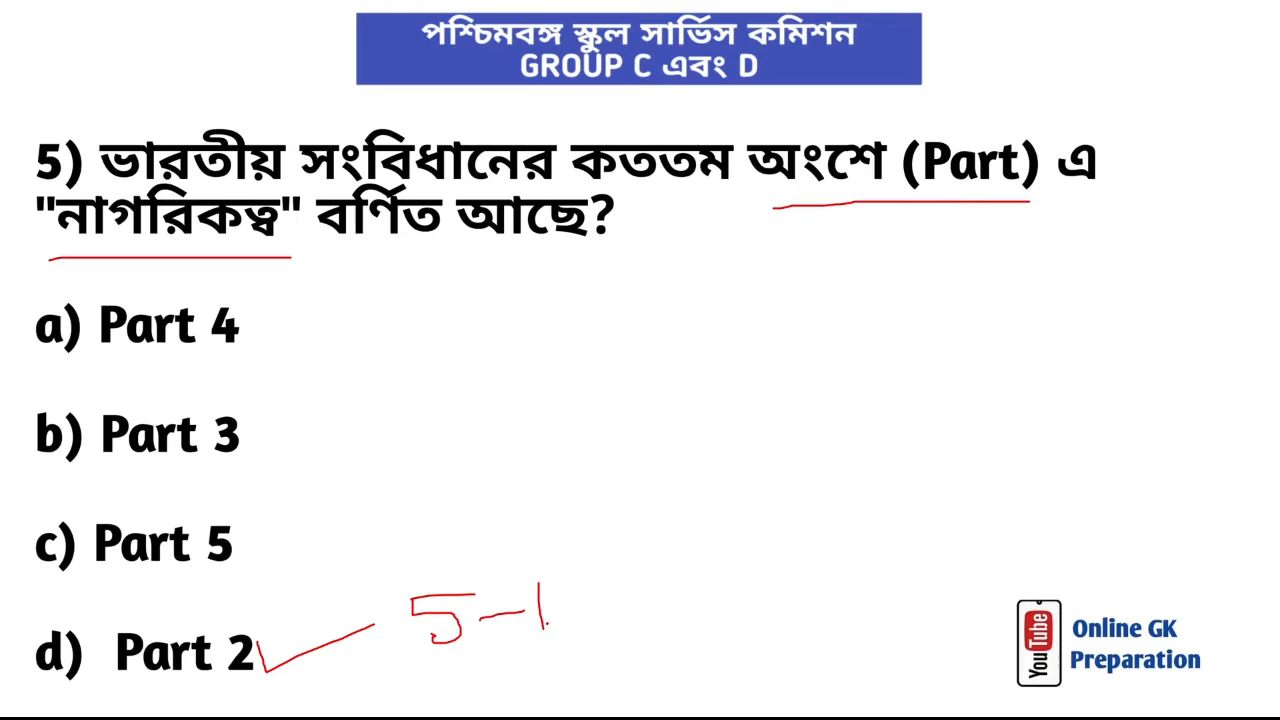 পশ্চিমবঙ্গ স্কুল সার্ভিস কমিশন
GROUP C এবং D
5) ভারতীয় সংবিধানের কততম অংশে (Part) এ
"নাগরিকত্ব" বর্ণিত আছে?
a) Part 4
b) Part 3
c) Part 5
d) Part 2
5-1
YouTube
Online GK
Preparation